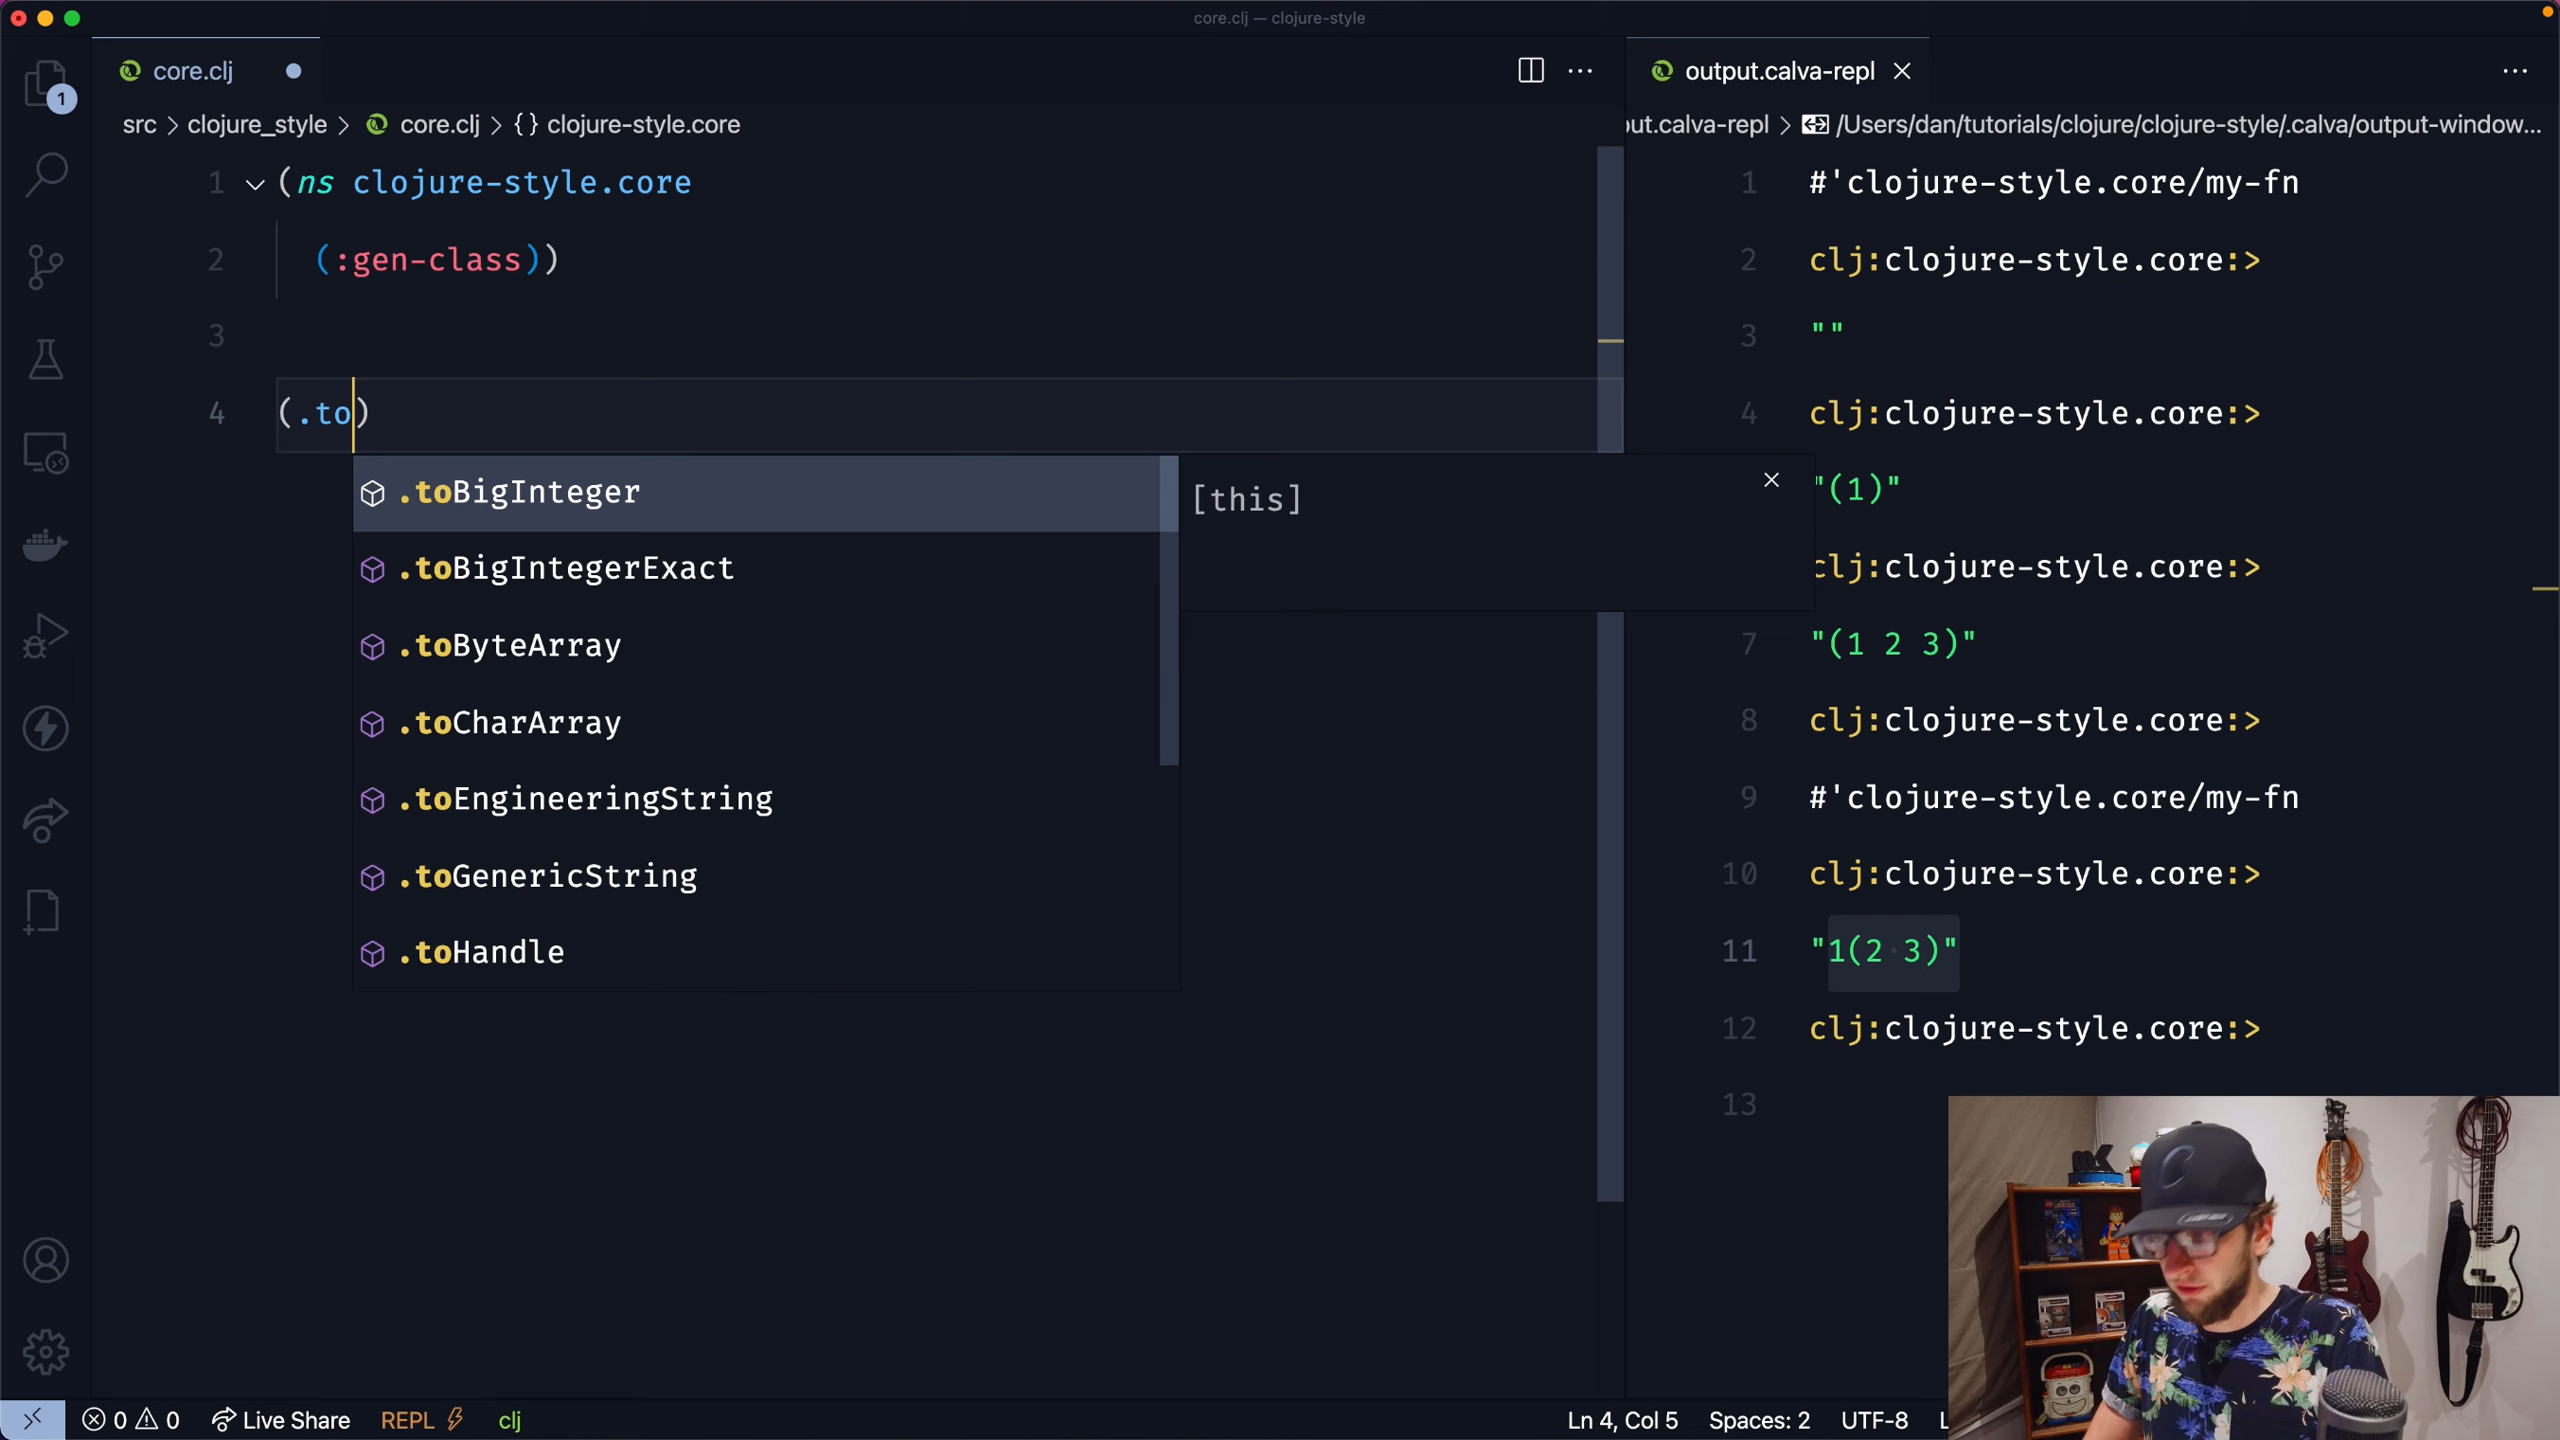 core.clj — clojure-style
core.clj
output.calva-repl
1
src > clojure_style > core.clj > {} clojure-style.core
out.calva-repl > /Users/dan/tutorials/clojure/clojure-style/.calva/output-window...
1 (ns clojure-style.core
2 (:gen-class))
3
4 (.to)
.toBigInteger
.toBigIntegerExact
.toByteArray
.toCharArray
.toEngineeringString
.toGenericString
.toHandle
[this]
1 #'clojure-style.core/my-fn
2 clj:clojure-style.core:>
3 ""
4 clj:clojure-style.core:>
"(1)"
clj:clojure-style.core:>
7 "(1 2 3)"
8 clj:clojure-style.core:>
9 #'clojure-style.core/my-fn
10 clj:clojure-style.core:>
11 "1(2 3)"
12 clj:clojure-style.core:>
13
0 0 Live Share REPL clj
Ln 4, Col 5 Spaces: 2 UTF-8 L